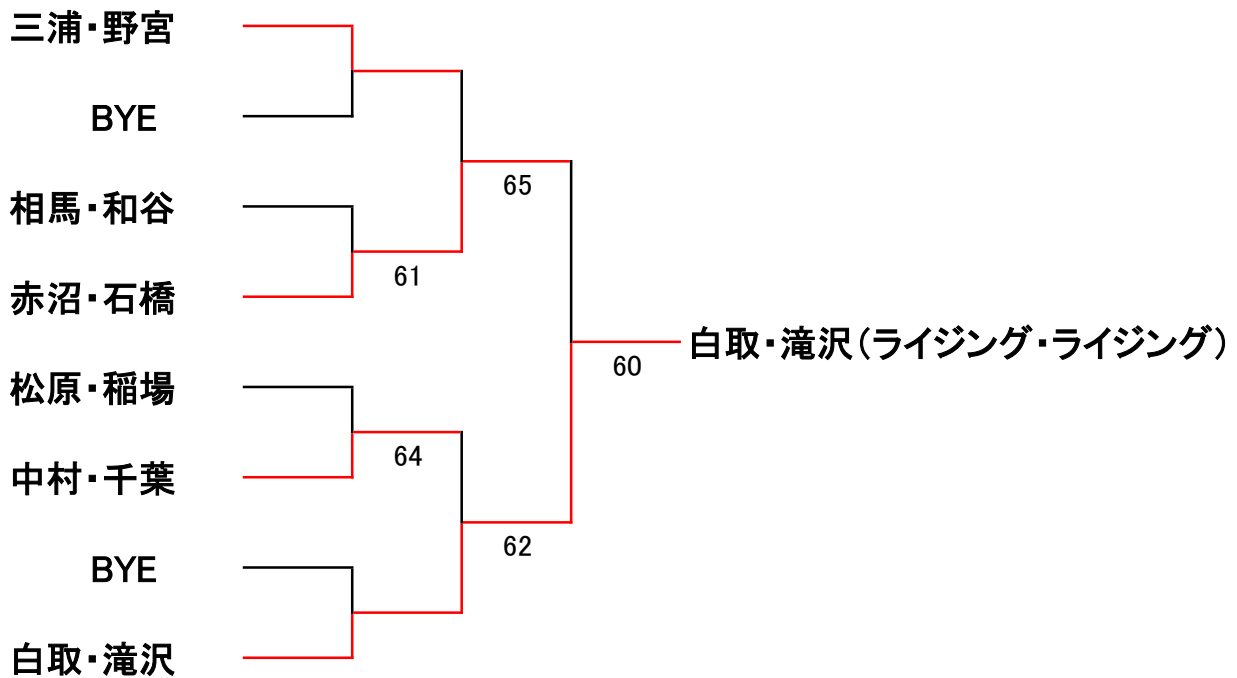 三浦・野宮
BYE
65
相馬・和谷
61
赤沼・石橋
白取・滝沢(ライジング・ライジング)
60
松原・稲場
64
中村・千葉
62
BYE
白取・滝沢